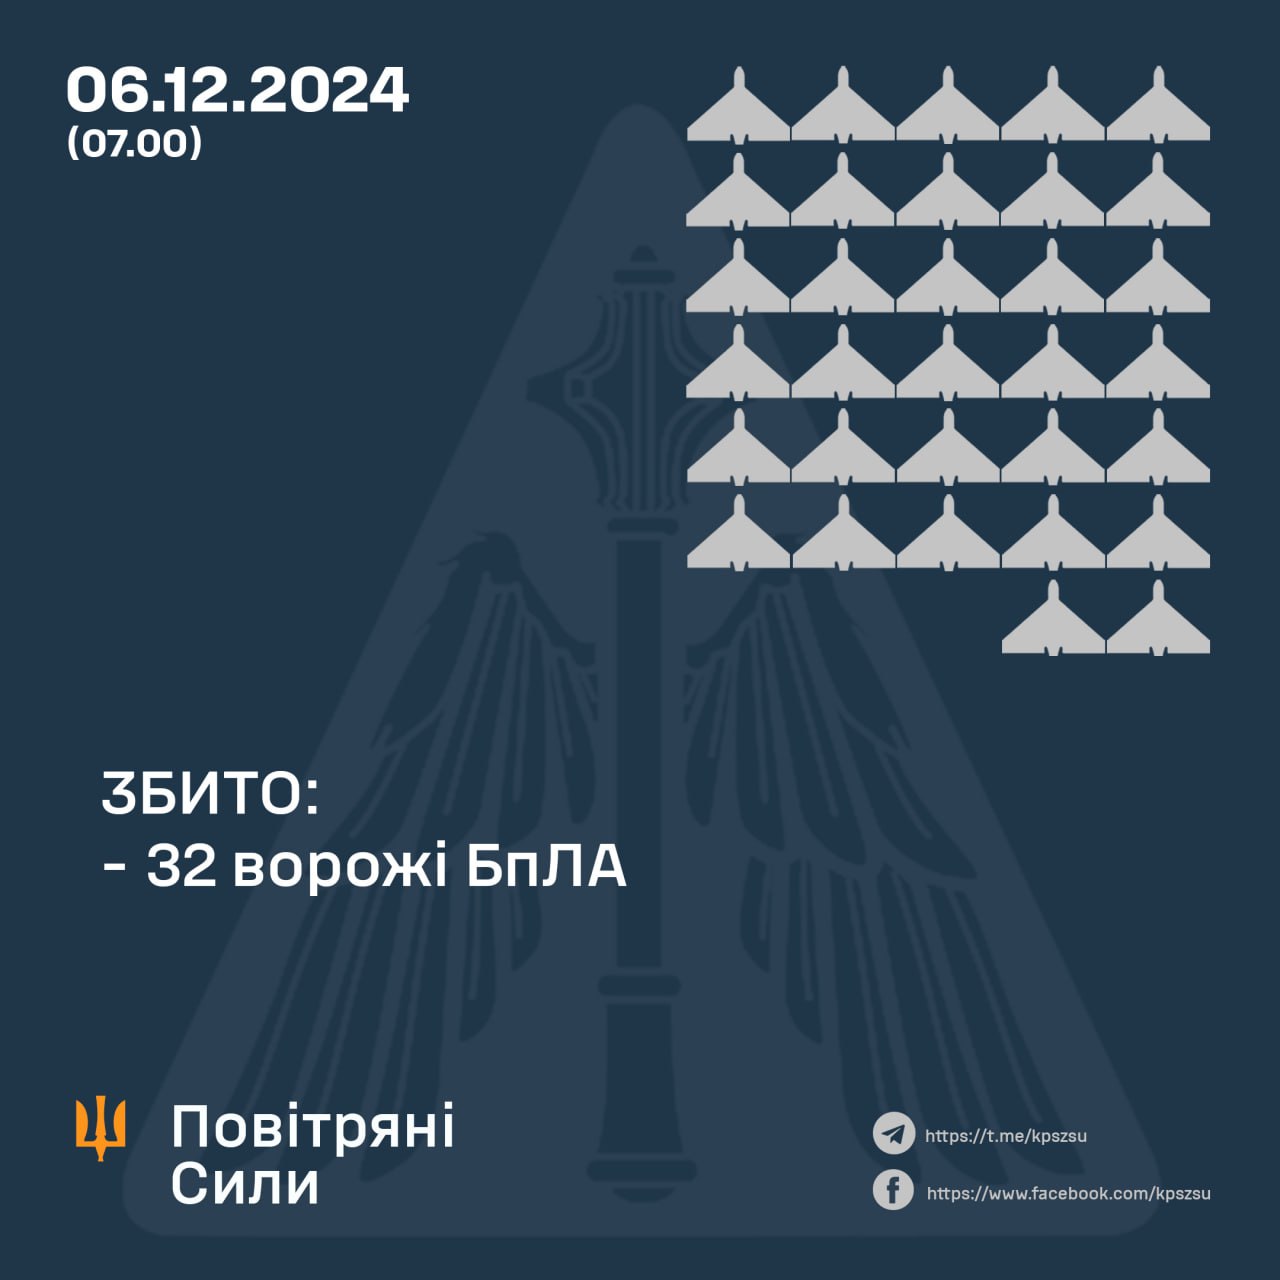 06.12.2024
(07.00)
ЗБИТО:
- 32 ворожі БпЛА
Повітряні
Сили
https://t.me/kpszsu
https://www.facebook.com/kpszsu